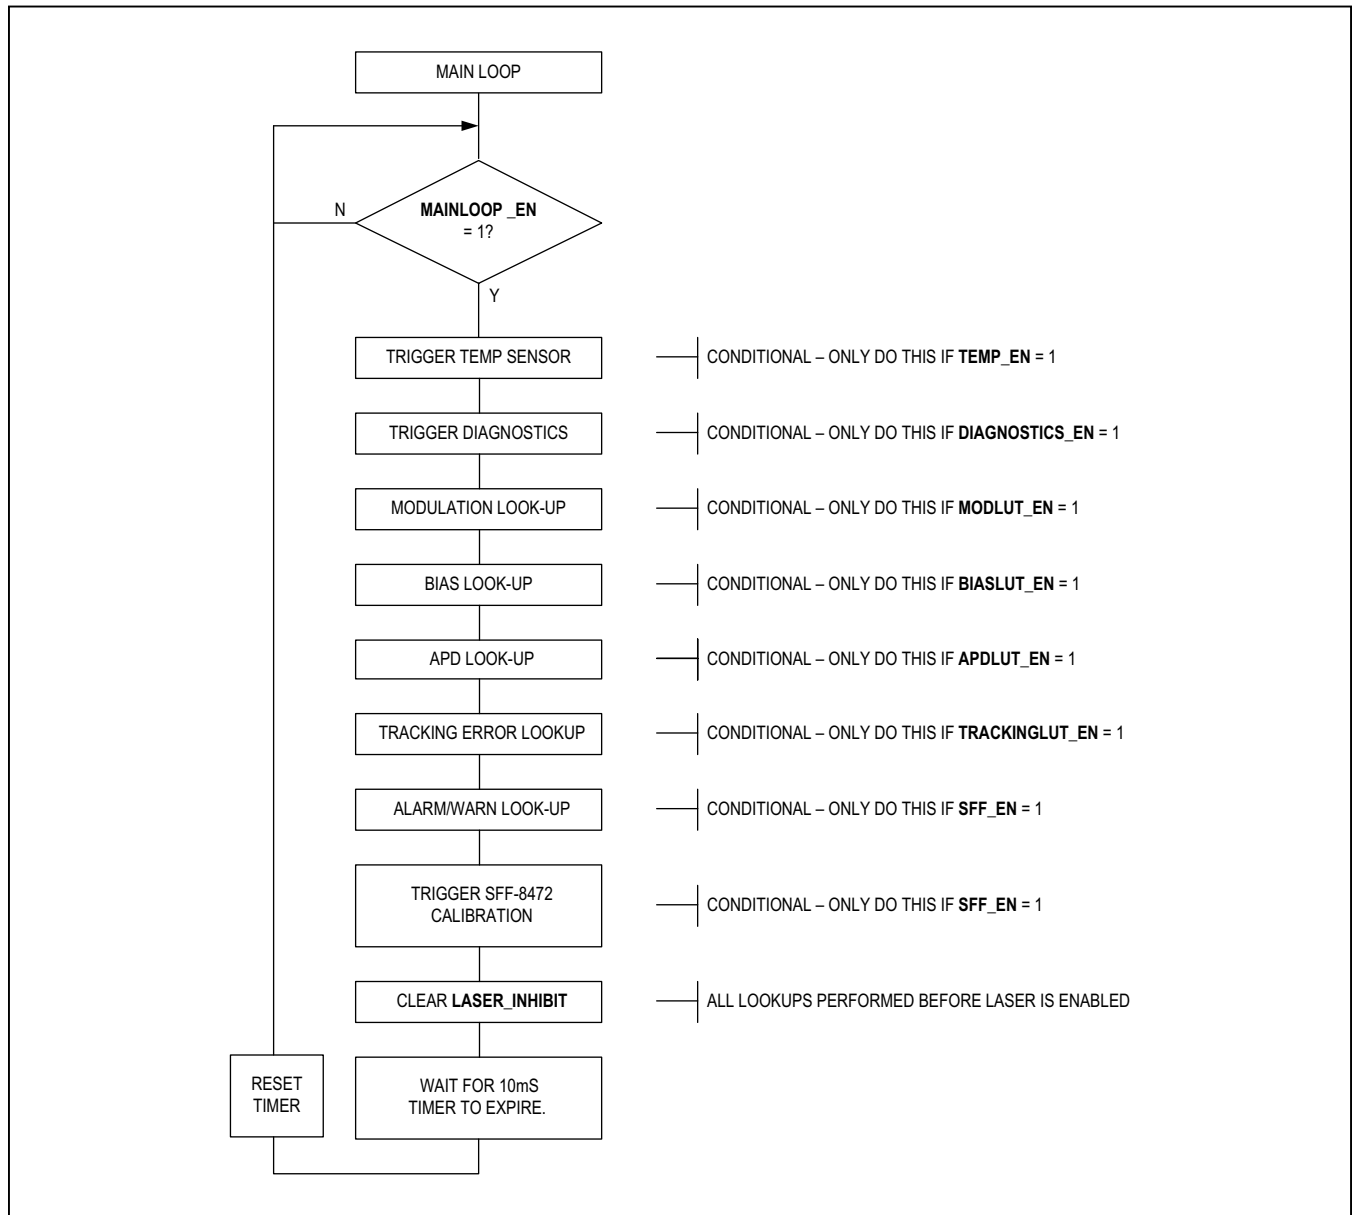 MAIN LOOP
N
MAINLOOP _EN
= 1?
Y
TRIGGER TEMP SENSOR
CONDITIONAL – ONLY DO THIS IF TEMP_EN = 1
TRIGGER DIAGNOSTICS
CONDITIONAL – ONLY DO THIS IF DIAGNOSTICS_EN = 1
MODULATION LOOK-UP
CONDITIONAL – ONLY DO THIS IF MODLUT_EN = 1
BIAS LOOK-UP
CONDITIONAL – ONLY DO THIS IF BIASLUT_EN = 1
APD LOOK-UP
CONDITIONAL – ONLY DO THIS IF APDLUT_EN = 1
TRACKING ERROR LOOKUP
CONDITIONAL – ONLY DO THIS IF TRACKINGLUT_EN = 1
ALARM/WARN LOOK-UP
CONDITIONAL – ONLY DO THIS IF SFF_EN = 1
TRIGGER SFF-8472
CALIBRATION
CONDITIONAL – ONLY DO THIS IF SFF_EN = 1
CLEAR LASER_INHIBIT
ALL LOOKUPS PERFORMED BEFORE LASER IS ENABLED
RESET
TIMER
WAIT FOR 10mS
TIMER TO EXPIRE.